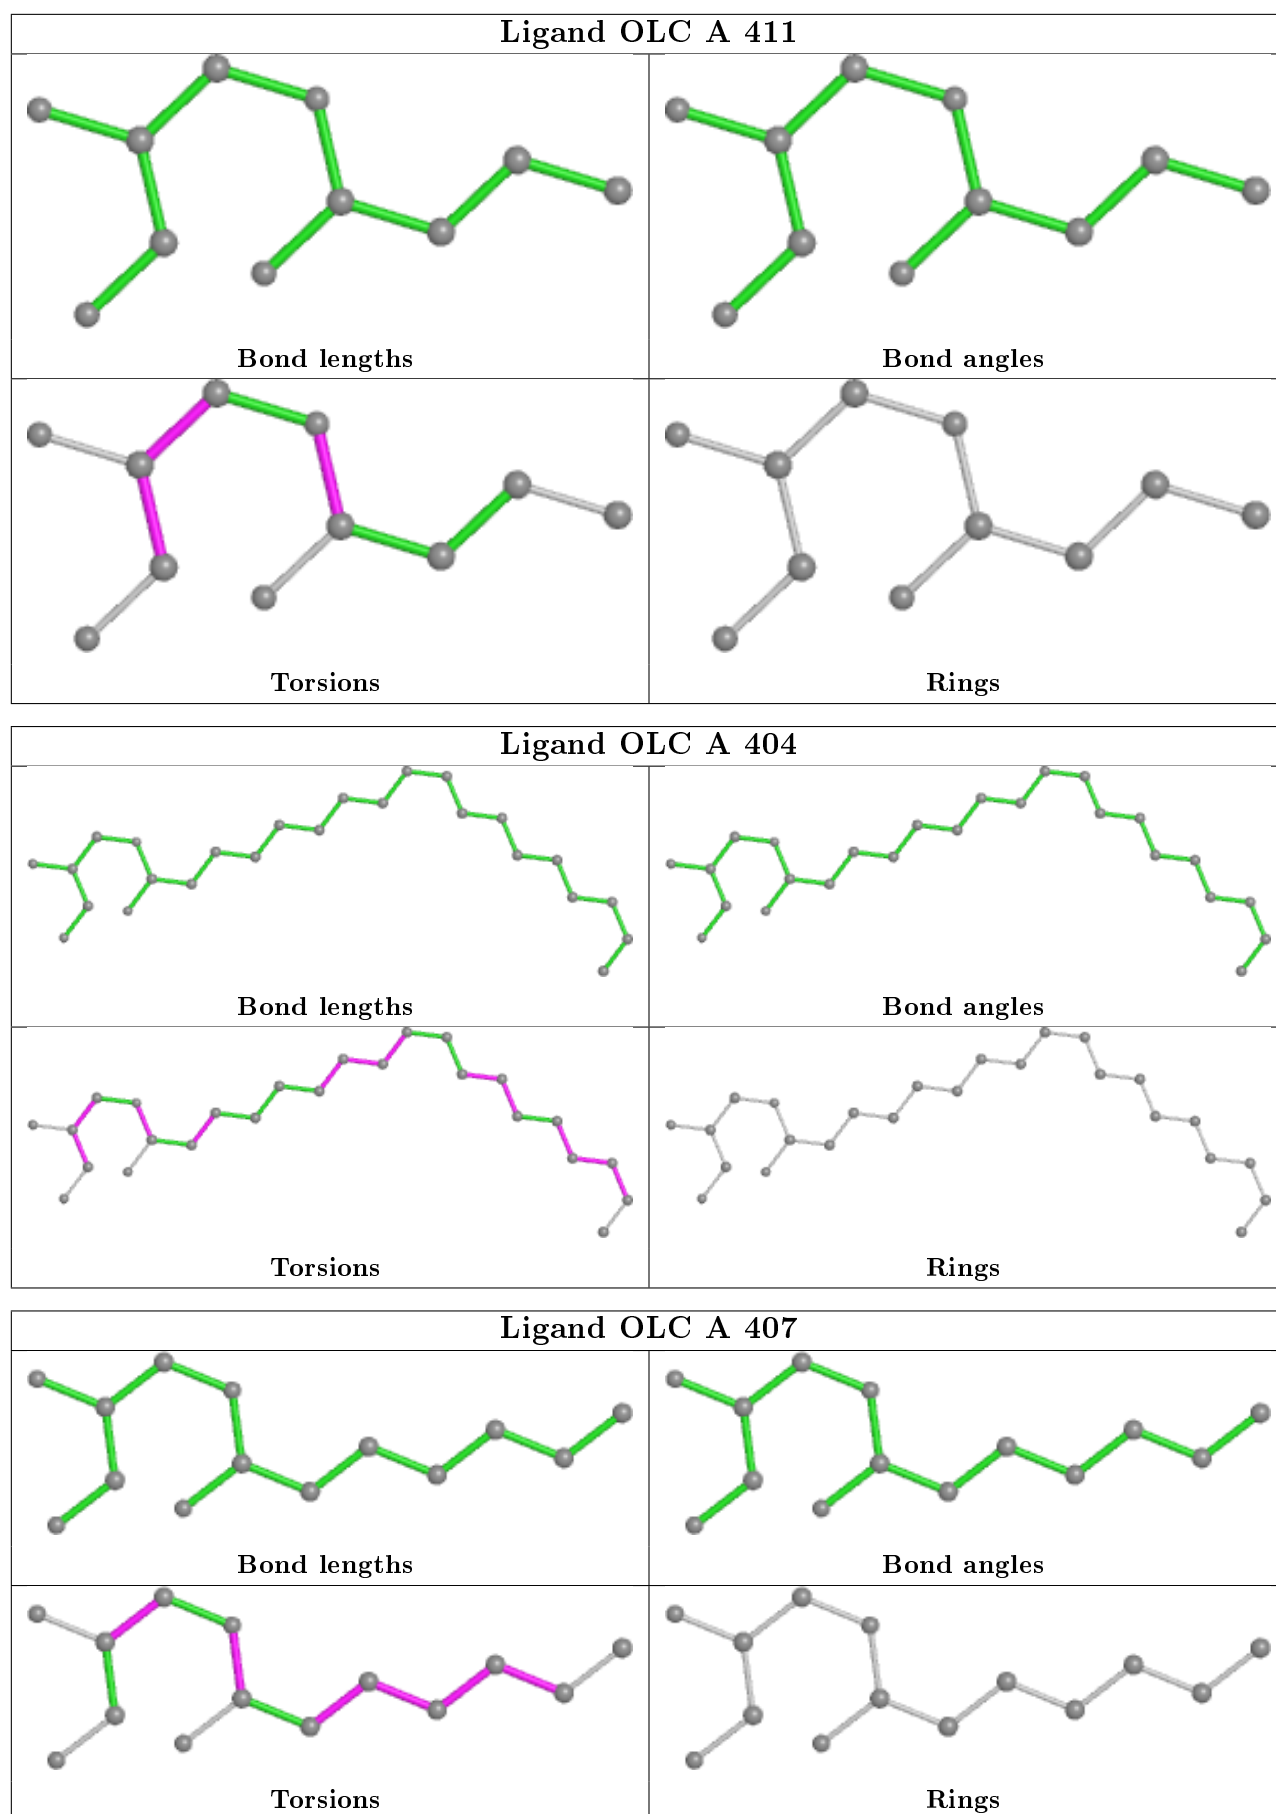 Ligand OLC A 411
Bond lengths
Bond angles
Torsions
Rings
Ligand OLC A 404
Bond lengths
Bond angles
Torsions
Rings
Ligand OLC A 407
Bond lengths
Bond angles
Torsions
Rings